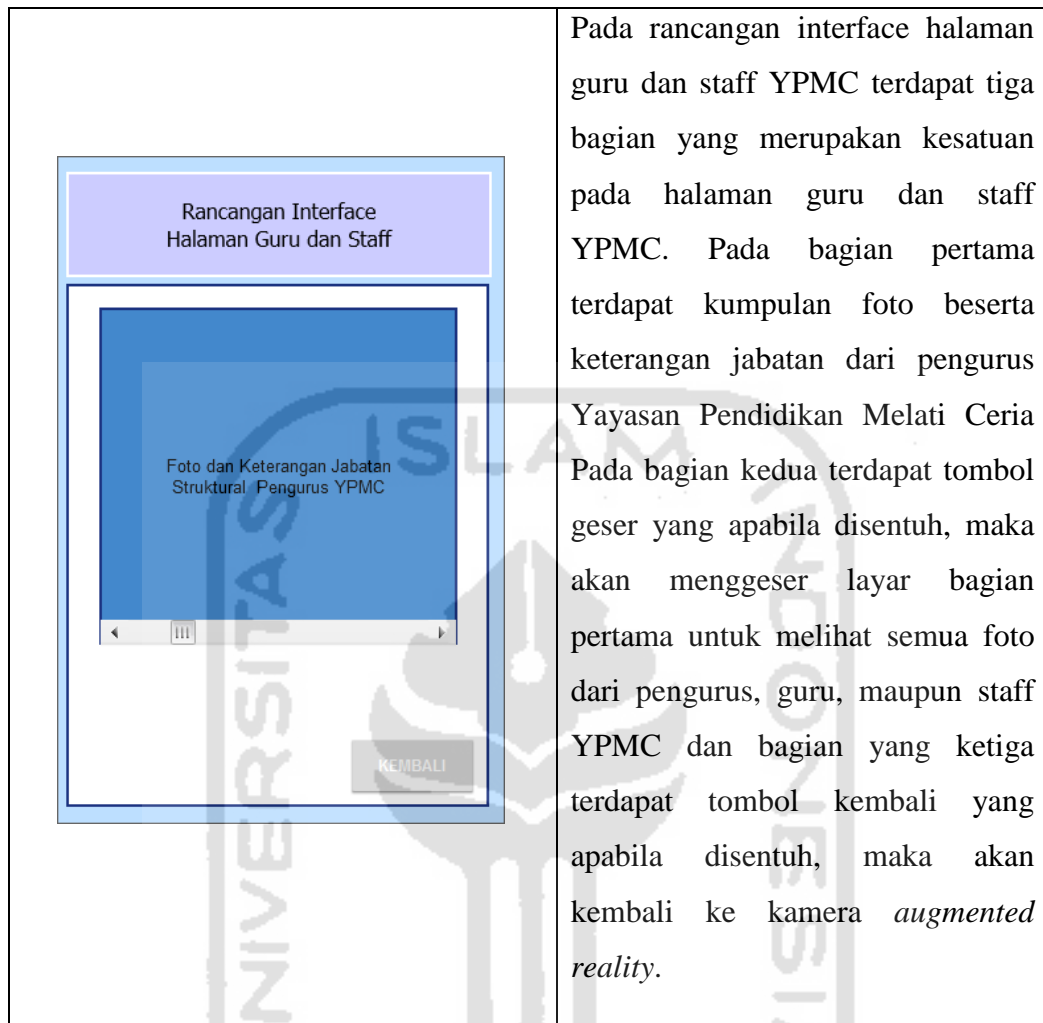 Rancangan Interface
Halaman Guru dan Staff
Foto dan Keterangan Jabatan
Struktural Pengurus YPMC
KEMBALI
Pada rancangan interface halaman
guru dan staff YPMC terdapat tiga
bagian yang merupakan kesatuan
pada halaman guru dan staff
YPMC. Pada bagian pertama
terdapat kumpulan foto beserta
keterangan jabatan dari pengurus
Yayasan Pendidikan Melati Ceria
Pada bagian kedua terdapat tombol
geser yang apabila disentuh, maka
akan menggeser layar bagian
pertama untuk melihat semua foto
dari pengurus, guru, maupun staff
YPMC dan bagian yang ketiga
terdapat tombol kembali yang
apabila disentuh, maka akan
kembali ke kamera augmented
reality.
ISLAM
UNIVERSITAS
INDONESIA